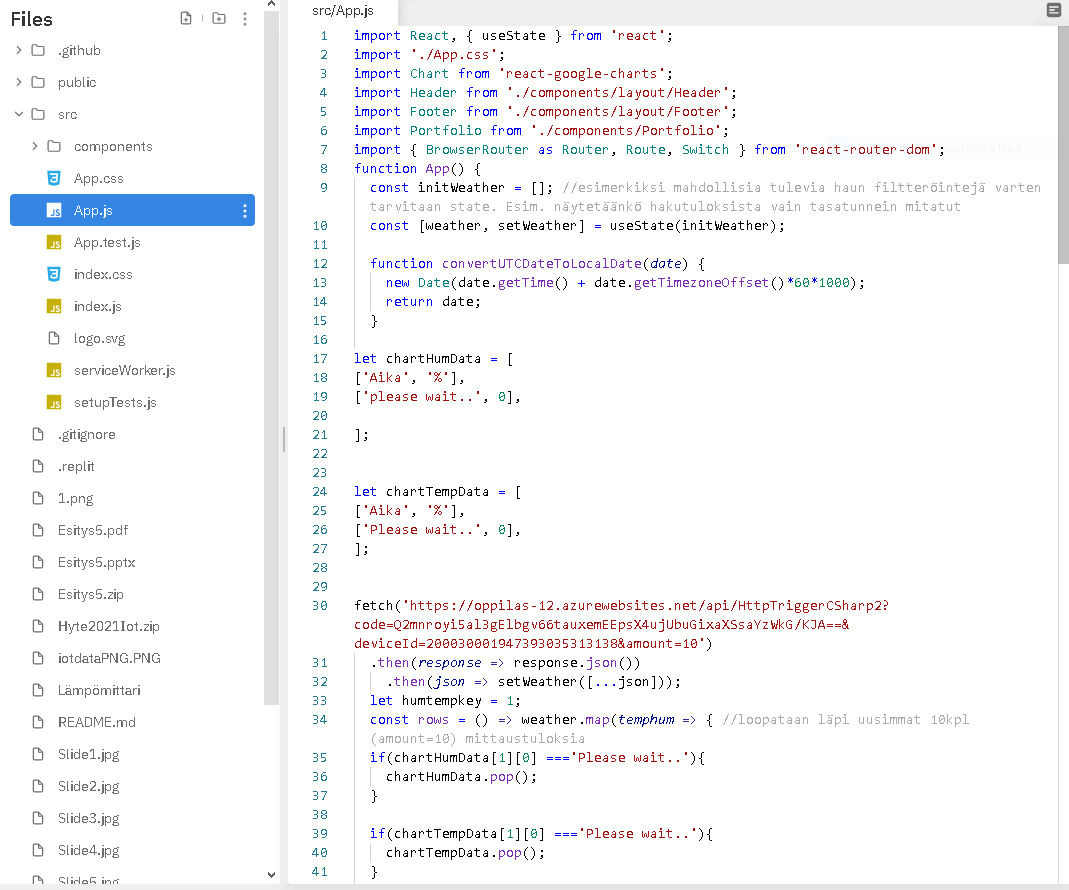 Files
.github
public
src
components
App.css
App.js
App.test.js
index.css
index.js
logo.svg
serviceWorker.js
setupTests.js
.gitignore
.replit
1.png
Esitys5.pdf
Esitys5.pptx
Esitys5.zip
Hyte2021Iot.zip
iotdataPNG.PNG
Lämpömittari
README.md
Slide1.jpg
Slide2.jpg
Slide3.jpg
Slide4.jpg
Slide5.jpg
src/App.js
1 import React, { useState } from 'react';
2 import './App.css';
3 import Chart from 'react-google-charts';
4 import Header from './components/layout/Header';
5 import Footer from './components/layout/Footer';
6 import Portfolio from './components/Portfolio';
7 import { BrowserRouter as Router, Route, Switch } from 'react-router-dom';
8 function App() {
9 const initWeather = []; //esimerkiksi mahdollisia tulevia haun filtteröintejä varten
tarvitaan state. Esim. näytetäänkö hakutuloksista vain tasatunnein mitatut
10 const [weather, setWeather] = useState(initWeather);
11
12 function convertUTCDateToLocalDate(date) {
13 new Date(date.getTime() + date.getTimezoneOffset()*60*1000);
14 return date;
15 }
16
17 let chartHumData = [
18 ['Aika', '%'],
19 ['please wait..', 0],
20
21 ];
22
23
24 let chartTempData = [
25 ['Aika', '%'],
26 ['Please wait..', 0],
27 ];
28
29
30 fetch('https://oppilas-12.azurewebsites.net/api/HttpTriggerCSharp2?
code=Q2mnroyi5al3gElbgv66tauxemEEpsX4ujUbuGixaXSsaYzWkG/KJA==&
deviceId=200030001947393035313138&amount=10')
31 .then(response => response.json())
32 .then(json => setWeather([...json]));
33 let humtempkey = 1;
34 const rows = () => weather.map(temphum => { //loopataan läpi uusimmat 10kpl
(amount=10) mittaustuloksia
35 if(chartHumData[1][0] ==='Please wait..'){
36 chartHumData.pop();
37 }
38
39 if(chartTempData[1][0] ==='Please wait..'){
40 chartTempData.pop();
41 }